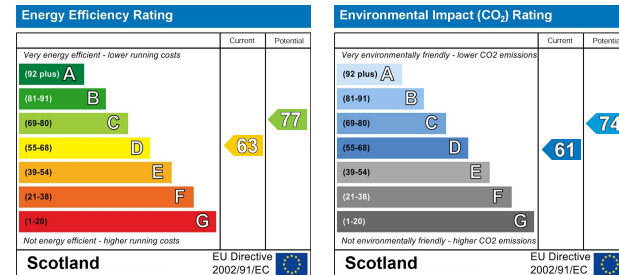 Energy Efficiency Rating
Current Potential
Very energy efficient - lower running costs
(92 plus) A
(81-91) B
(69-80) C
(55-68) D
(39-54) E
(21-38) F
(1-20) G
63
77
Not energy efficient - higher running costs
Scotland
EU Directive
2002/91/EC
Environmental Impact (CO₂) Rating
Current Potential
Very environmentally friendly - lower CO2 emissions
(92 plus) A
(81-91) B
(69-80) C
(55-68) D
(39-54) E
(21-38) F
(1-20) G
61
74
Not environmentally friendly - higher CO2 emissions
Scotland
EU Directive
2002/91/EC